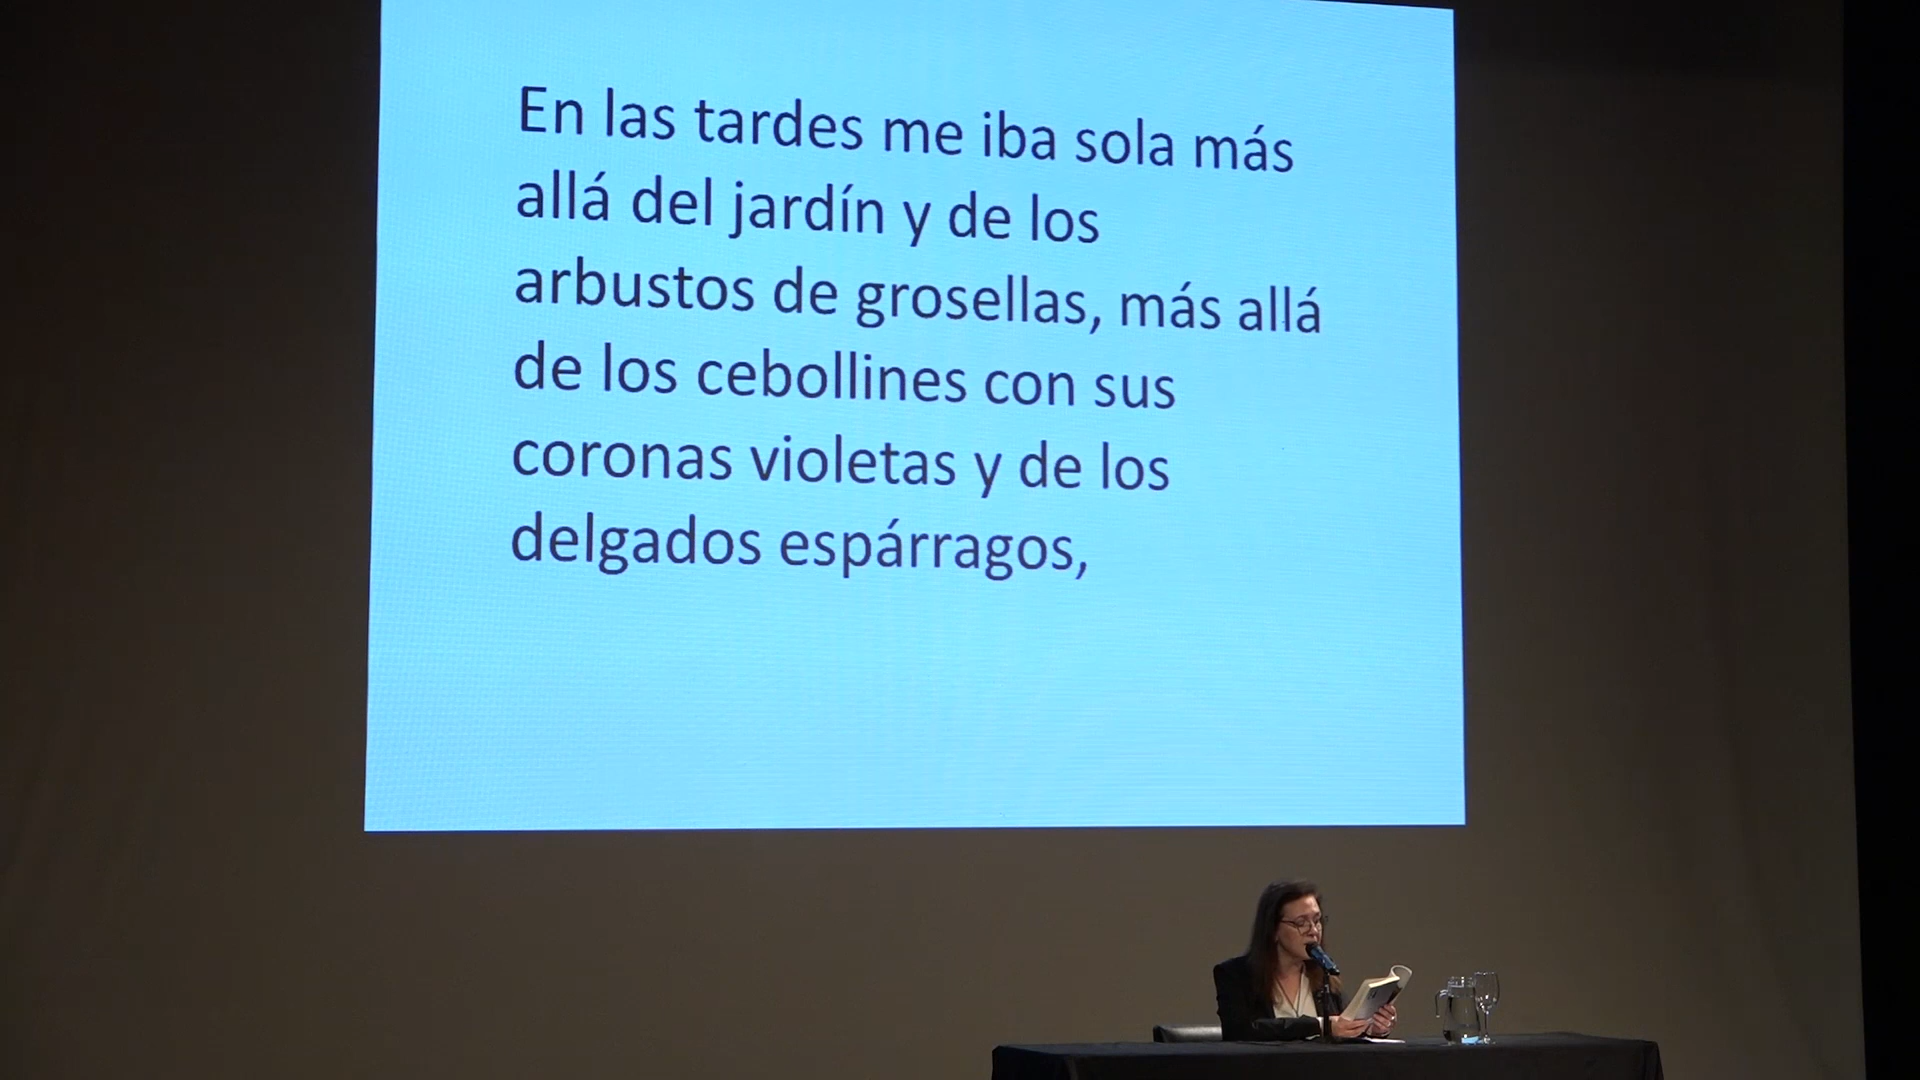 En las tardes me iba sola más
allá del jardín y de los
arbustos de grosellas, más allá
de los cebollines con sus
coronas violetas y de los
delgados espárragos,